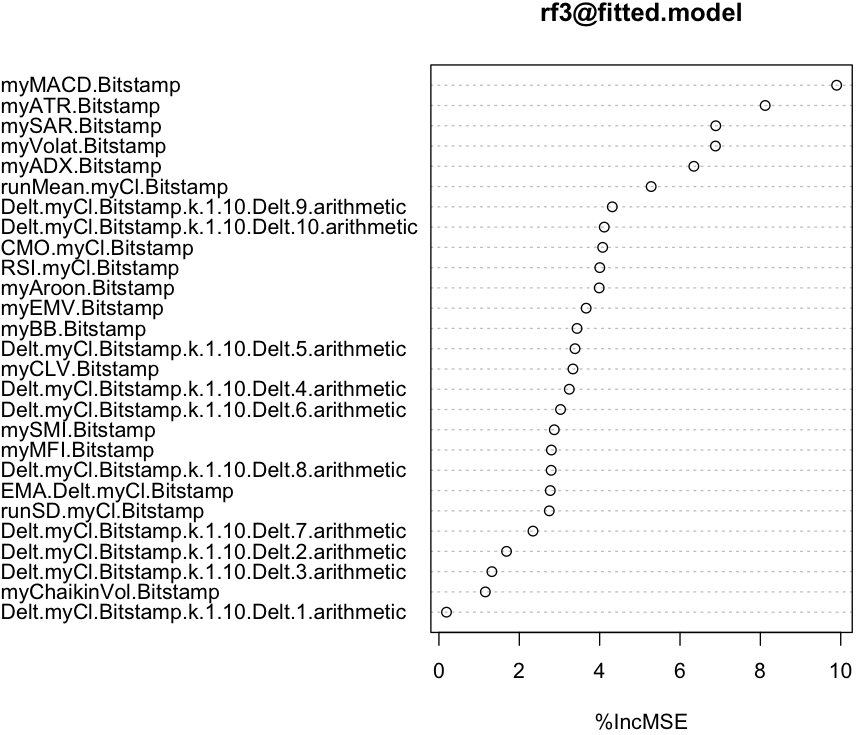 rf3@fitted.model
myMACD.Bitstamp
myATR.Bitstamp
mySAR.Bitstamp
myVolat.Bitstamp
myADX.Bitstamp
runMean.myCl.Bitstamp
Delt.myCl.Bitstamp.k.1.10.Delt.9.arithmetic
Delt.myCl.Bitstamp.k.1.10.Delt.10.arithmetic
CMO.myCl.Bitstamp
RSI.myCl.Bitstamp
myAroon.Bitstamp
myEMV.Bitstamp
myBB.Bitstamp
Delt.myCl.Bitstamp.k.1.10.Delt.5.arithmetic
myCLV.Bitstamp
Delt.myCl.Bitstamp.k.1.10.Delt.4.arithmetic
Delt.myCl.Bitstamp.k.1.10.Delt.6.arithmetic
mySMI.Bitstamp
myMFI.Bitstamp
Delt.myCl.Bitstamp.k.1.10.Delt.8.arithmetic
EMA.Delt.myCl.Bitstamp
runSD.myCl.Bitstamp
Delt.myCl.Bitstamp.k.1.10.Delt.7.arithmetic
Delt.myCl.Bitstamp.k.1.10.Delt.2.arithmetic
Delt.myCl.Bitstamp.k.1.10.Delt.3.arithmetic
myChaikinVol.Bitstamp
Delt.myCl.Bitstamp.k.1.10.Delt.1.arithmetic
0 2 4 6 8 10
%IncMSE